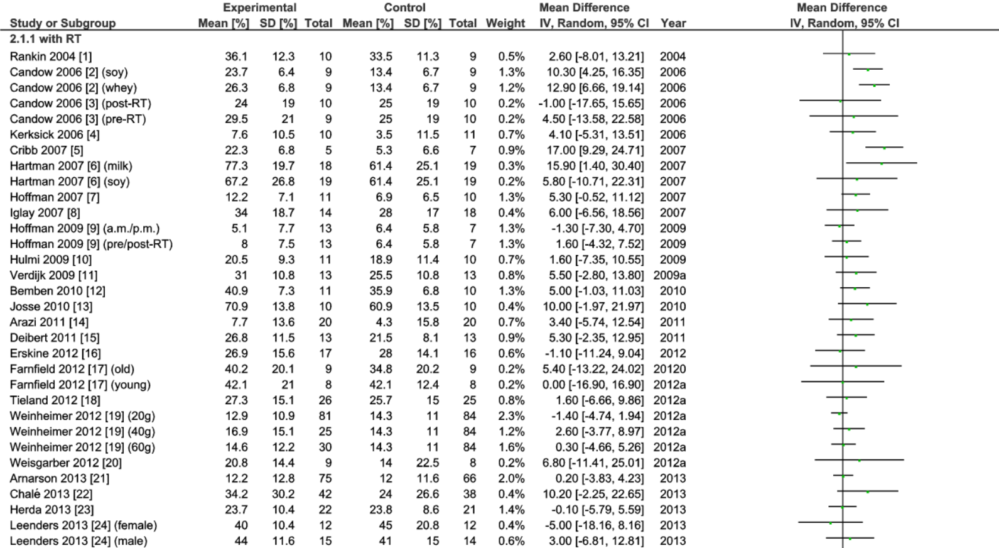 Experimental Control Mean Difference Mean Difference
Study or Subgroup Mean [%] SD [%] Total Mean [%] SD [%] Total Weight IV, Random, 95% CI Year IV, Random, 95% CI
2.1.1 with RT
Rankin 2004 [1] 36.1 12.3 10 33.5 11.3 9 0.5% 2.60 [-8.01, 13.21] 2004
Candow 2006 [2] (soy) 23.7 6.4 9 13.4 6.7 9 1.3% 10.30 [4.25, 16.35] 2006
Candow 2006 [2] (whey) 26.3 6.8 9 13.4 6.7 9 1.2% 12.90 [6.66, 19.14] 2006
Candow 2006 [3] (post-RT) 24 19 10 25 19 10 0.2% -1.00 [-17.65, 15.65] 2006
Candow 2006 [3] (pre-RT) 29.5 21 9 25 19 10 0.2% 4.50 [-13.58, 22.58] 2006
Kerksick 2006 [4] 7.6 10.5 10 3.5 11.5 11 0.7% 4.10 [-5.31, 13.51] 2006
Cribb 2007 [5] 22.3 6.8 5 5.3 6.6 7 0.9% 17.00 [9.29, 24.71] 2007
Hartman 2007 [6] (milk) 77.3 19.7 18 61.4 25.1 19 0.3% 15.90 [1.40, 30.40] 2007
Hartman 2007 [6] (soy) 67.2 26.8 19 61.4 25.1 19 0.2% 5.80 [-10.71, 22.31] 2007
Hoffman 2007 [7] 12.2 7.1 11 6.9 6.5 10 1.3% 5.30 [-0.52, 11.12] 2007
Iglay 2007 [8] 34 18.7 14 28 17 18 0.4% 6.00 [-6.56, 18.56] 2007
Hoffman 2009 [9] (a.m./p.m.) 5.1 7.7 13 6.4 5.8 7 1.3% -1.30 [-7.30, 4.70] 2009
Hoffman 2009 [9] (pre/post-RT) 8 7.5 13 6.4 5.8 7 1.3% 1.60 [-4.32, 7.52] 2009
Hulmi 2009 [10] 20.5 9.3 11 18.9 11.4 10 0.7% 1.60 [-7.35, 10.55] 2009
Verdijk 2009 [11] 31 10.8 13 25.5 10.8 13 0.8% 5.50 [-2.80, 13.80] 2009a
Bemben 2010 [12] 40.9 7.3 11 35.9 6.8 10 1.3% 5.00 [-1.03, 11.03] 2010
Josse 2010 [13] 70.9 13.8 10 60.9 13.5 10 0.4% 10.00 [-1.97, 21.97] 2010
Arazi 2011 [14] 7.7 13.6 20 4.3 15.8 20 0.7% 3.40 [-5.74, 12.54] 2011
Deibert 2011 [15] 26.8 11.5 13 21.5 8.1 13 0.9% 5.30 [-2.35, 12.95] 2011
Erskine 2012 [16] 26.9 15.6 17 28 14.1 16 0.6% -1.10 [-11.24, 9.04] 2012
Farnfield 2012 [17] (old) 40.2 20.1 9 34.8 20.2 9 0.2% 5.40 [-13.22, 24.02] 20120
Farnfield 2012 [17] (young) 42.1 21 8 42.1 12.4 8 0.2% 0.00 [-16.90, 16.90] 2012a
Tieland 2012 [18] 27.3 15.1 26 25.7 15 25 0.8% 1.60 [-6.66, 9.86] 2012a
Weinheimer 2012 [19] (20g) 12.9 10.9 81 14.3 11 84 2.3% -1.40 [-4.74, 1.94] 2012a
Weinheimer 2012 [19] (40g) 16.9 15.1 25 14.3 11 84 1.2% 2.60 [-3.77, 8.97] 2012a
Weinheimer 2012 [19] (60g) 14.6 12.2 30 14.3 11 84 1.6% 0.30 [-4.66, 5.26] 2012a
Weisgarber 2012 [20] 20.8 14.4 9 14 22.5 8 0.2% 6.80 [-11.41, 25.01] 2012a
Arnarson 2013 [21] 12.2 12.8 75 12 11.6 66 2.0% 0.20 [-3.83, 4.23] 2013
Chalé 2013 [22] 34.2 30.2 42 24 26.6 38 0.4% 10.20 [-2.25, 22.65] 2013
Herda 2013 [23] 23.7 10.4 22 23.8 8.6 21 1.4% -0.10 [-5.79, 5.59] 2013
Leenders 2013 [24] (female) 40 10.4 12 45 20.8 12 0.4% -5.00 [-18.16, 8.16] 2013
Leenders 2013 [24] (male) 44 11.6 15 41 15 14 0.6% 3.00 [-6.81, 12.81] 2013